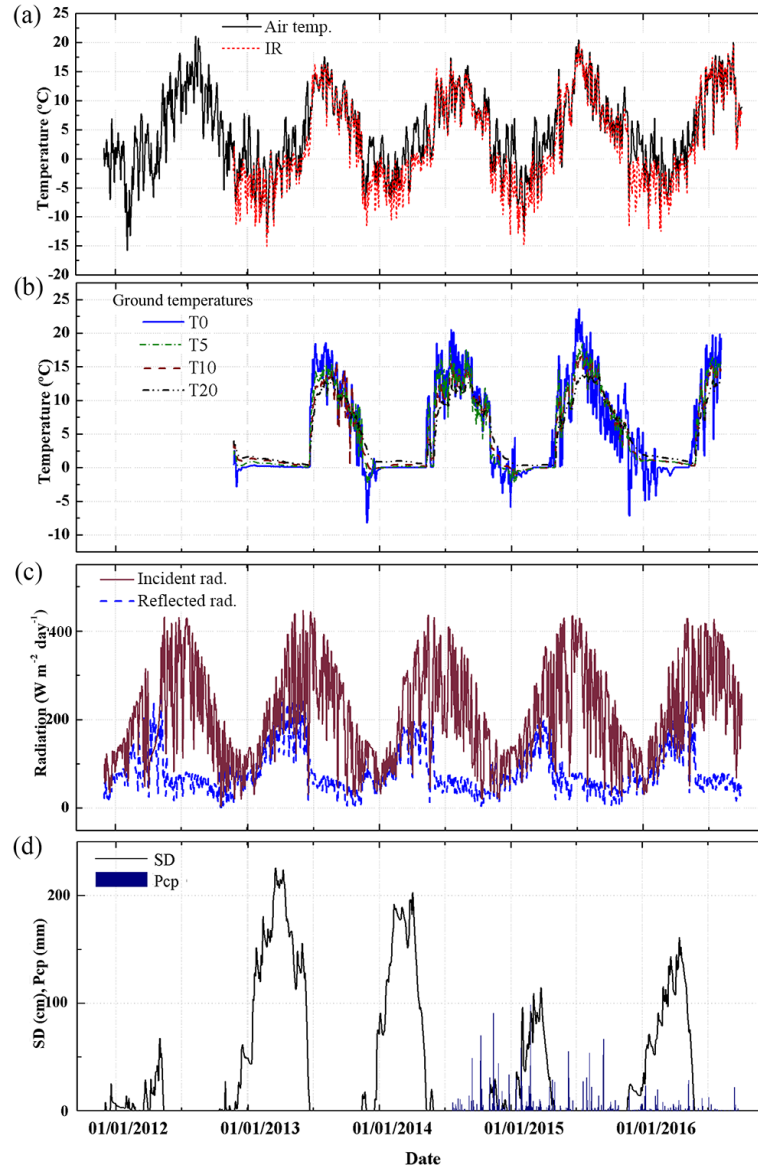 (a)
Air temp.
IR
Temperature (°C)
20
15
10
5
0
-5
-10
-15
-20
(b)
Ground temperatures
T0
T5
T10
T20
Temperature (°C)
25
20
15
10
5
0
-5
-10
(c)
Incident rad.
Reflected rad.
Radiation (W m⁻² day⁻¹)
400
300
200
100
0
(d)
SD
Pcp
SD (cm), Pcp (mm)
200
100
0
01/01/2012 01/01/2013 01/01/2014 01/01/2015 01/01/2016
Date